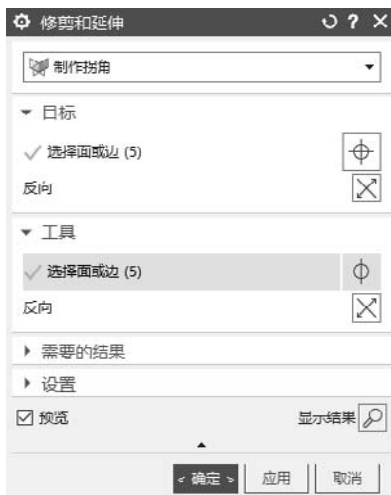 修剪和延伸
制作拐角
目标
选择面或边 (5)
反向
工具
选择面或边 (5)
反向
需要的结果
设置
预览 显示结果
< 确定 > 应用 取消